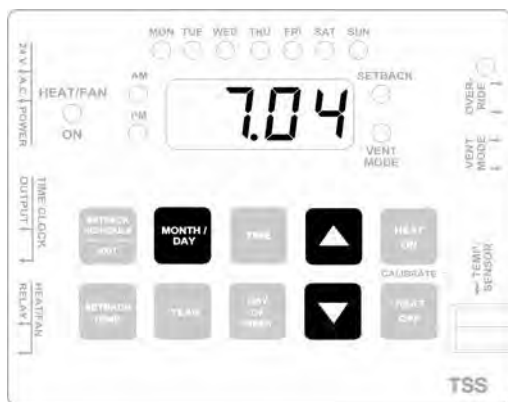 MON TUE WED THU FRI SAT SUN
24 V A.C. POWER
HEAT/FAN
ON
AM
PM
7.04
SETBACK
VENT
MODE
OVER-
RIDE
VENT
MODE
TIME CLOCK
OUTPUT
HEAT/FAN
RELAY
SETBACK
SCHEDULE
EXIT
MONTH /
DAY
TIME
HEAT
ON
CALIBRATE
SETBACK
TEMP
YEAR
DAY
OF
WEEK
HEAT
OFF
TEMP.
SENSOR
TSS